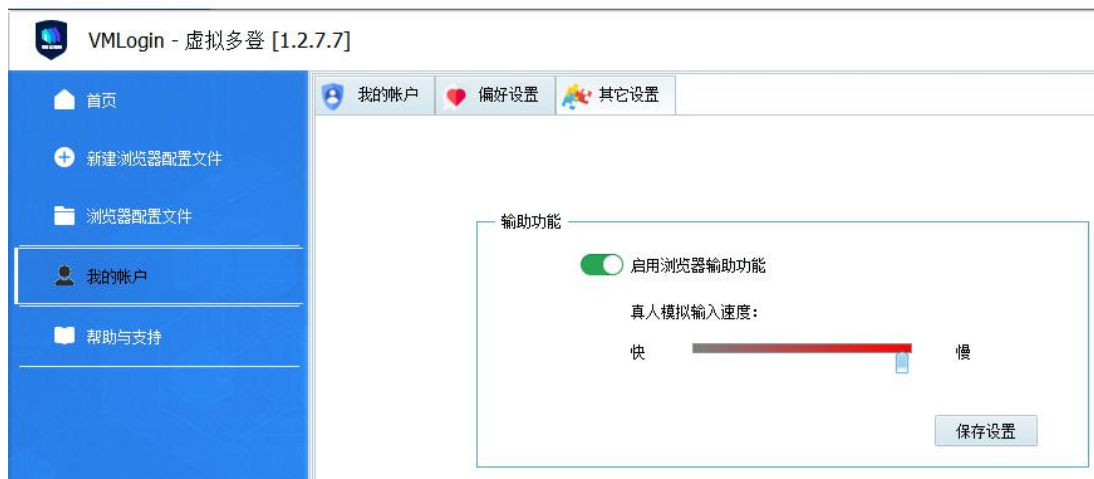 VMLogin - 虚拟多登 [1.2.7.7]
首页
新建浏览器配置文件
浏览器配置文件
我的帐户
帮助与支持
我的帐户 偏好设置 其它设置
输助功能
启用浏览器输助功能
真人模拟输入速度：
快 慢
保存设置